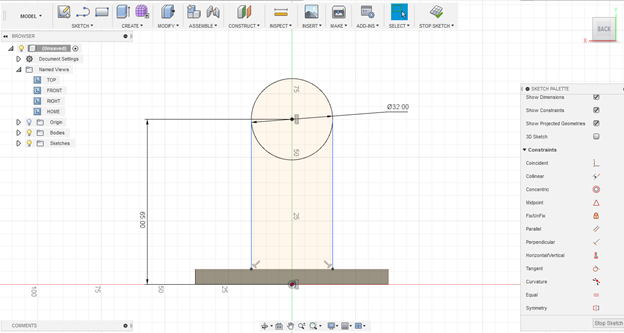 MODEL
SKETCH
CREATE
MODIFY
ASSEMBLE
CONSTRUCT
INSPECT
INSERT
MAKE
ADD-INS
SELECT
STOP SKETCH
BROWSER
(Unsaved)
Document Settings
Named Views
TOP
FRONT
RIGHT
HOME
Origin
Bodies
Sketches
BACK
X
Ø32.00
75
50
65.00
25
100
75
50
25
SKETCH PALETTE
Show Dimensions
Show Constraints
Show Projected Geometries
3D Sketch
Constraints
Coincident
Collinear
Concentric
Midpoint
Fix/UnFix
Parallel
Perpendicular
Horizontal/Vertical
Tangent
Curvature
Equal
Symmetry
Stop Sketch
COMMENTS